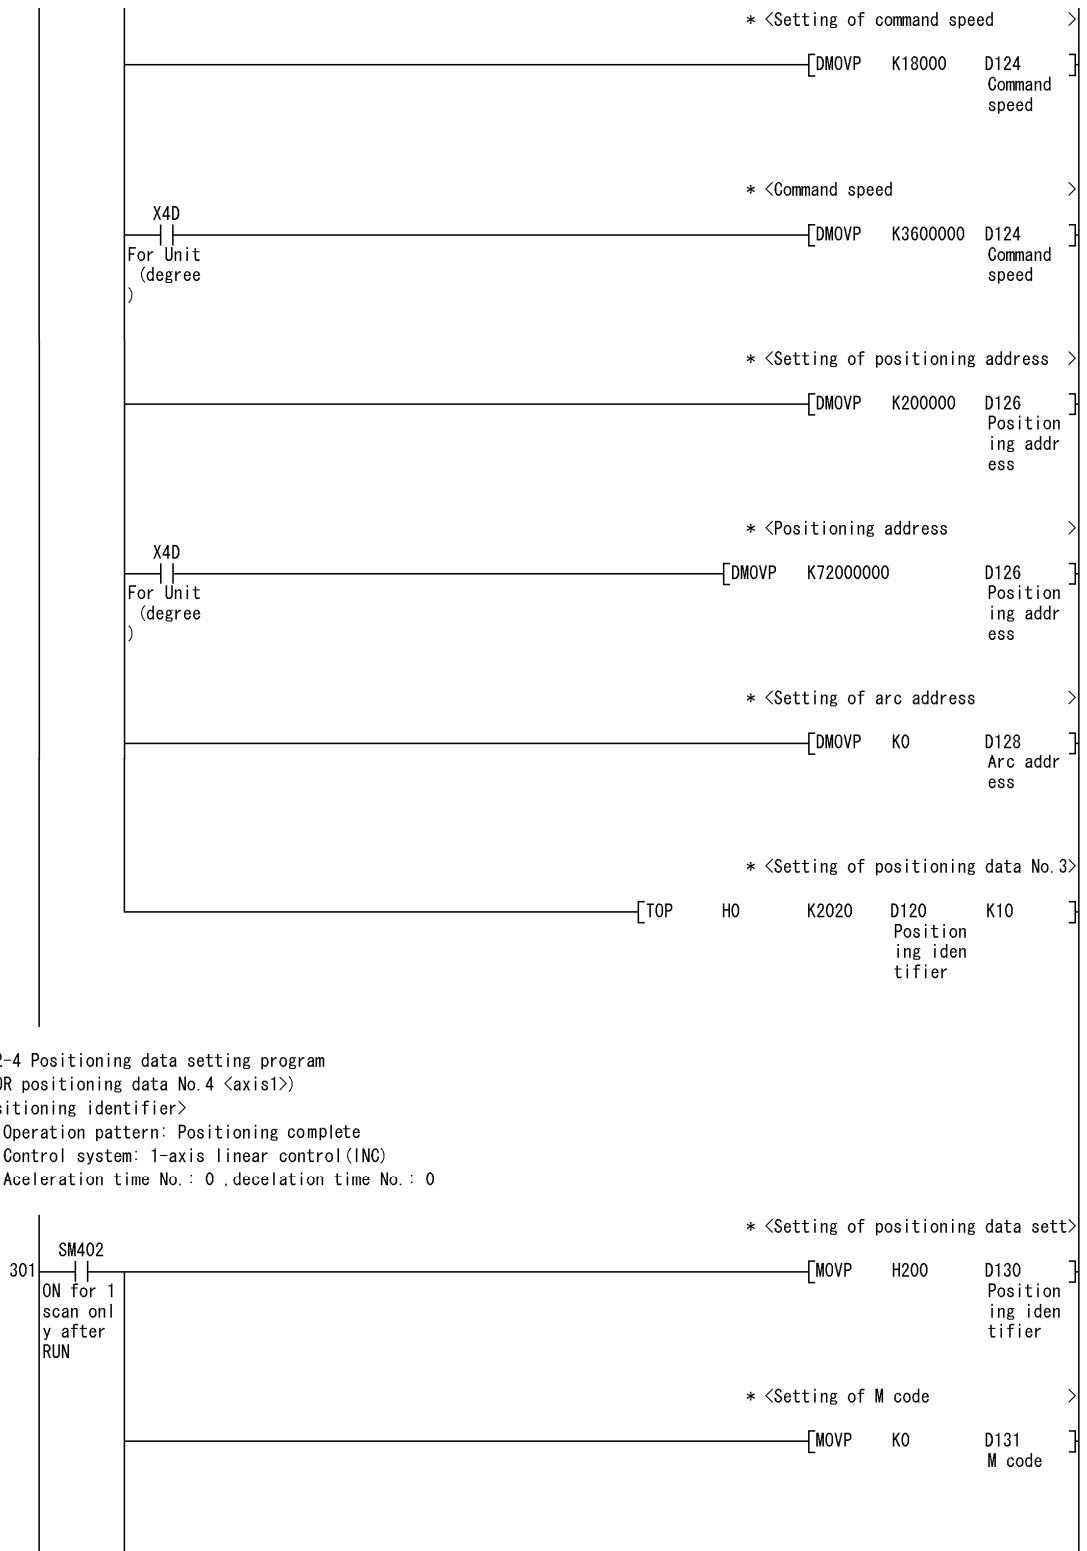 * <Setting of command speed >
[DMOVP K18000 D124 ]
Command
speed
* <Command speed >
X4D
[DMOVP K3600000 D124 ]
For Unit
(degree
)
Command
speed
* <Setting of positioning address >
[DMOVP K200000 D126 ]
Position
ing addr
ess
* <Positioning address >
X4D
[DMOVP K72000000 D126 ]
For Unit
(degree
)
Position
ing addr
ess
* <Setting of arc address >
[DMOVP K0 D128 ]
Arc addr
ess
* <Setting of positioning data No.3>
[TOP H0 K2020 D120 K10 ]
Position
ing iden
tifier
2-4 Positioning data setting program
OR positioning data No.4 <axis1>)
sitioning identifier>
Operation pattern: Positioning complete
Control system: 1-axis linear control(INC)
Aceleration time No.: 0 ,decelation time No.: 0
* <Setting of positioning data sett>
SM402
301 [MOVP H200 D130 ]
ON for 1
scan onl
y after
RUN
Position
ing iden
tifier
* <Setting of M code >
[MOVP K0 D131 ]
M code